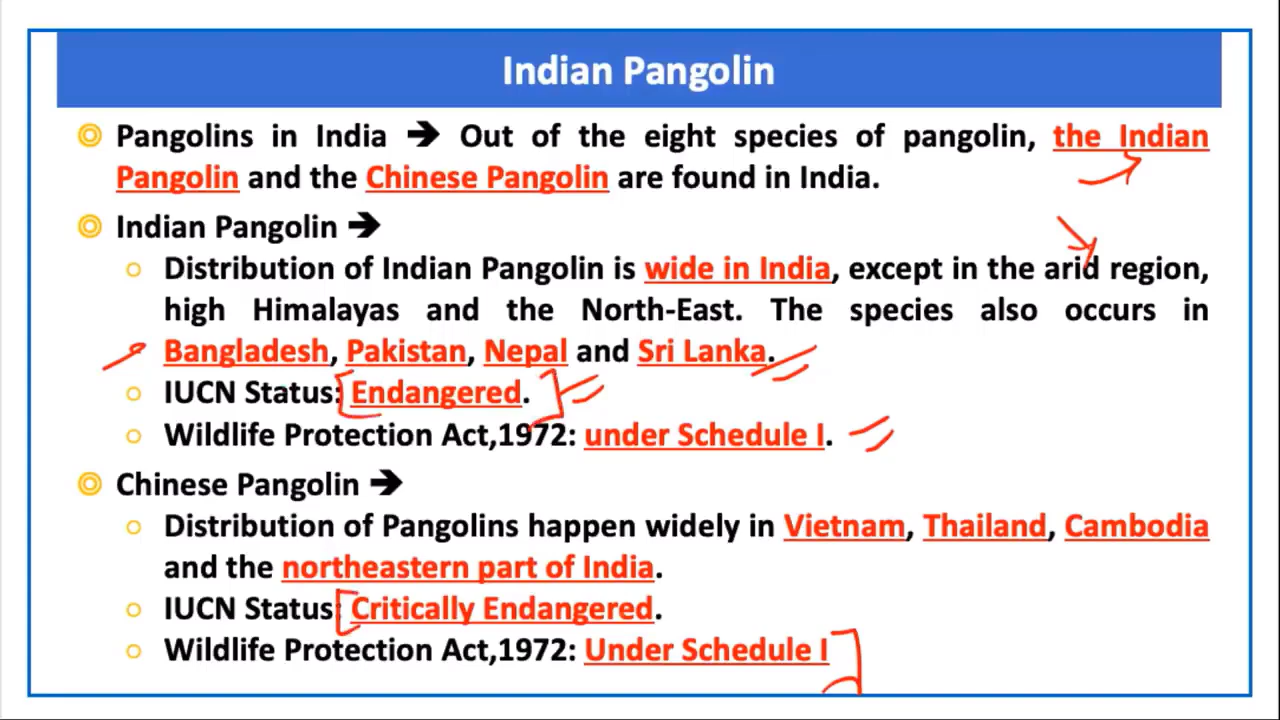 Indian Pangolin
Pangolins in India ➔ Out of the eight species of pangolin, the Indian
Pangolin and the Chinese Pangolin are found in India.
Indian Pangolin ➔
Distribution of Indian Pangolin is wide in India, except in the arid region,
high Himalayas and the North-East. The species also occurs in
Bangladesh, Pakistan, Nepal and Sri Lanka.
IUCN Status: Endangered.
Wildlife Protection Act,1972: under Schedule I.
Chinese Pangolin ➔
Distribution of Pangolins happen widely in Vietnam, Thailand, Cambodia
and the northeastern part of India.
IUCN Status: Critically Endangered.
Wildlife Protection Act,1972: Under Schedule I